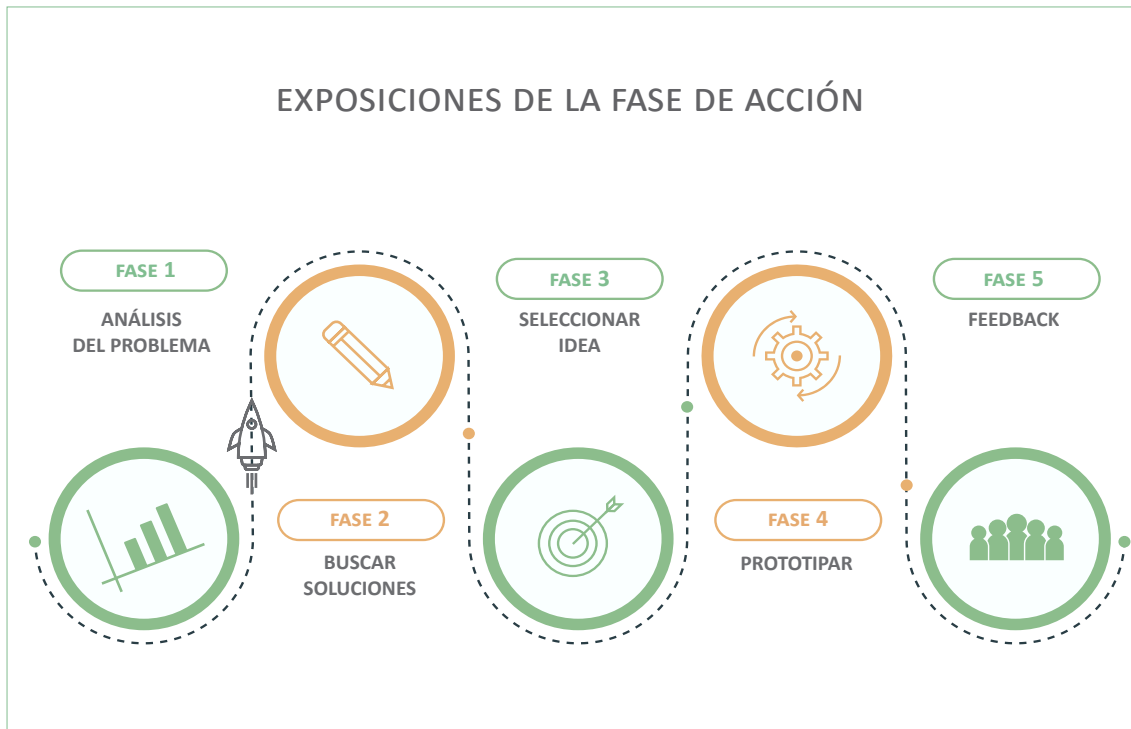 EXPOSICIONES DE LA FASE DE ACCIÓN
FASE 1
ANÁLISIS
DEL PROBLEMA
FASE 2
BUSCAR
SOLUCIONES
FASE 3
SELECCIONAR
IDEA
FASE 4
PROTOTIPAR
FASE 5
FEEDBACK